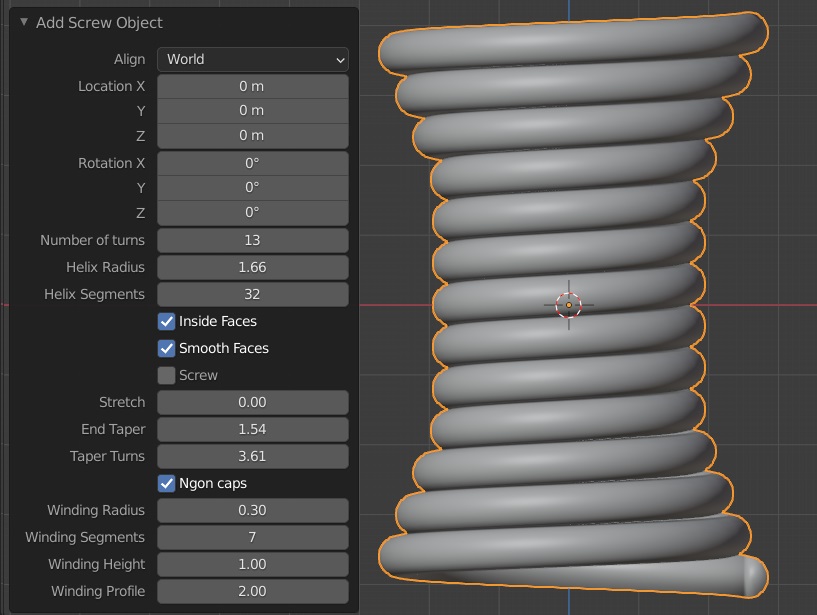 Add Screw Object
Align World
Location X 0 m
Y 0 m
Z 0 m
Rotation X 0°
Y 0°
Z 0°
Number of turns 13
Helix Radius 1.66
Helix Segments 32
Inside Faces
Smooth Faces
Screw
Stretch 0.00
End Taper 1.54
Taper Turns 3.61
Ngon caps
Winding Radius 0.30
Winding Segments 7
Winding Height 1.00
Winding Profile 2.00